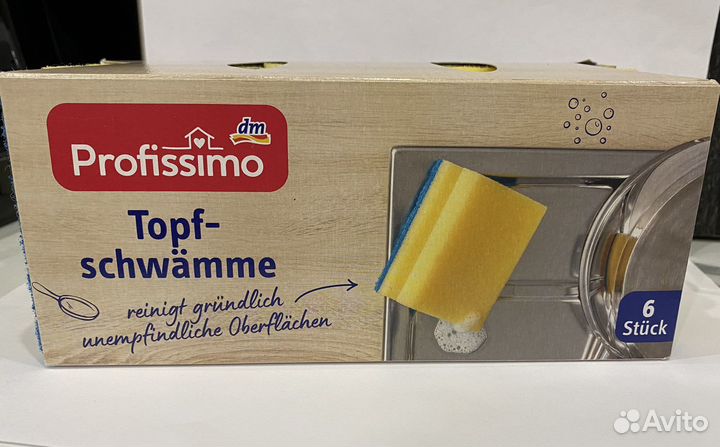 dm
Profissimo
Topf-
schwämme
reinigt gründlich
unempfindliche Oberflächen
6
Stück
Avito